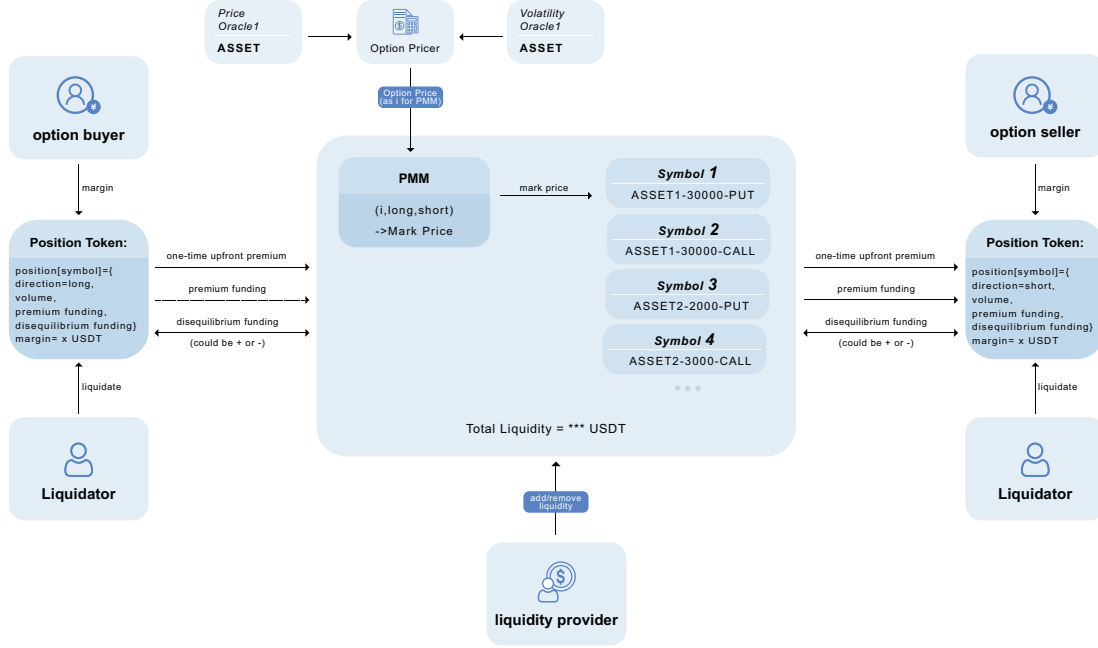 Price
Oracle1
ASSET
Option Pricer
Volatility
Oracle1
ASSET
Option Price
(as i for PMM)
¥
option buyer
margin
Position Token:
position[symbol]={
direction=long,
volume,
premium funding,
disequilibrium funding}
margin= x USDT
liquidate
Liquidator
one-time upfront premium
premium funding
disequilibrium funding
(could be + or -)
PMM
(i,long,short)
->Mark Price
mark price
Symbol 1
ASSET1-30000-PUT
Symbol 2
ASSET1-30000-CALL
Symbol 3
ASSET2-2000-PUT
Symbol 4
ASSET2-3000-CALL
Total Liquidity = *** USDT
add/remove
liquidity
$
liquidity provider
one-time upfront premium
premium funding
disequilibrium funding
(could be + or -)
¥
option seller
margin
Position Token:
position[symbol]={
direction=short,
volume,
premium funding,
disequilibrium funding}
margin= x USDT
liquidate
Liquidator